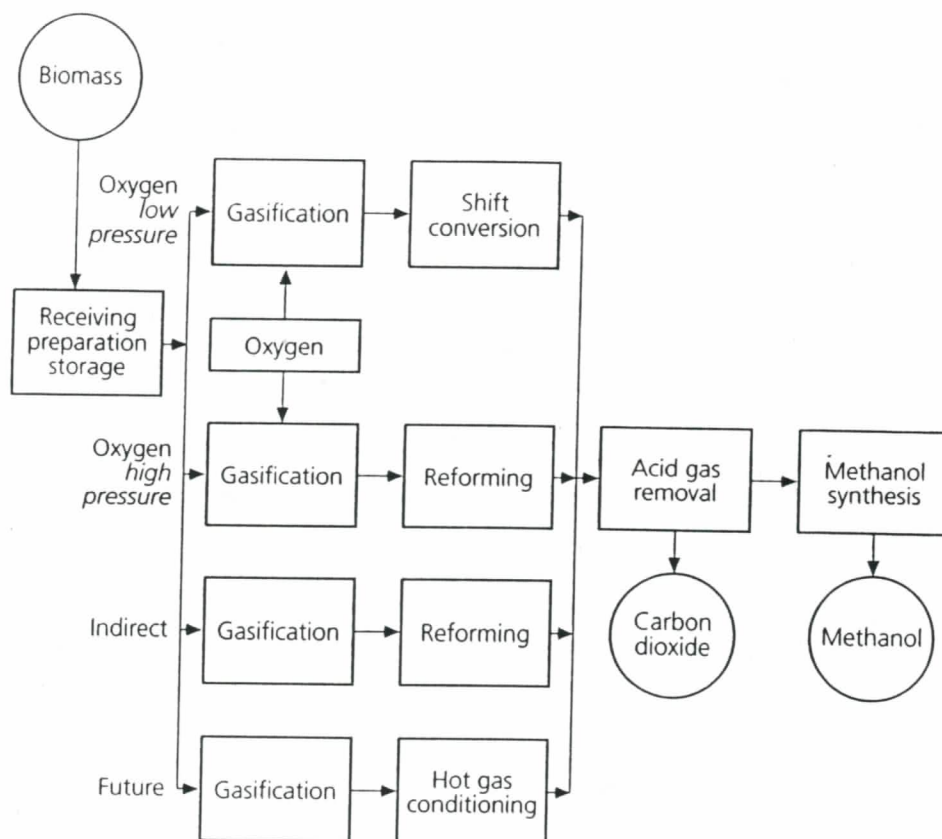 Biomass
Oxygen
low
pressure
Gasification
Shift
conversion
Receiving
preparation
storage
Oxygen
Oxygen
high
pressure
Gasification
Reforming
Acid gas
removal
Methanol
synthesis
Indirect
Gasification
Reforming
Carbon
dioxide
Methanol
Future
Gasification
Hot gas
conditioning